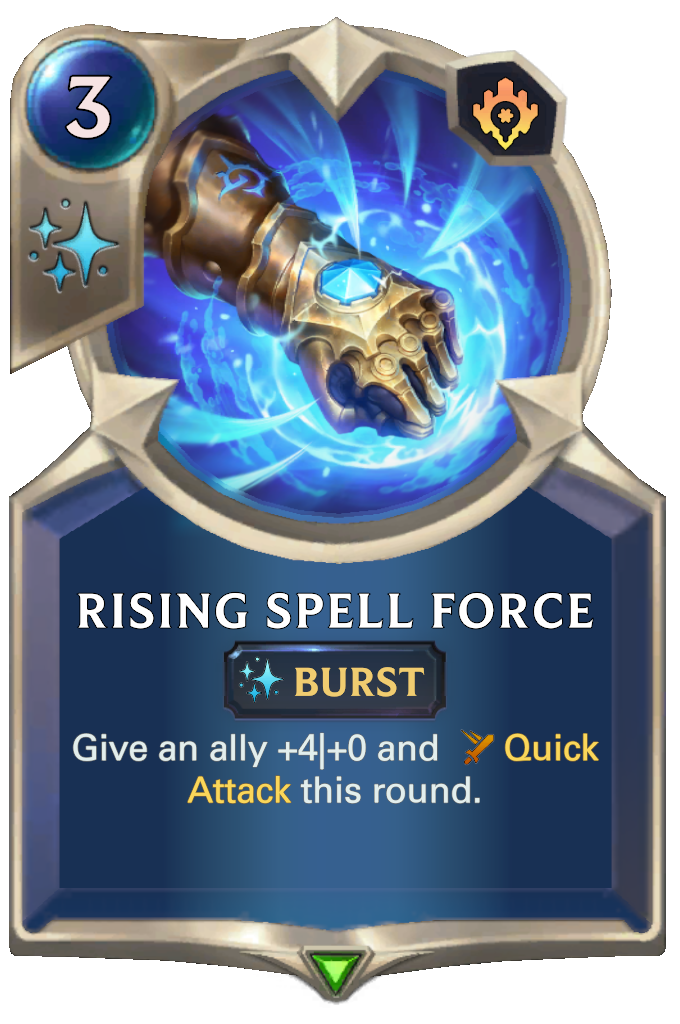 3
RISING SPELL FORCE
BURST
Give an ally +4|+0 and Quick
Attack this round.